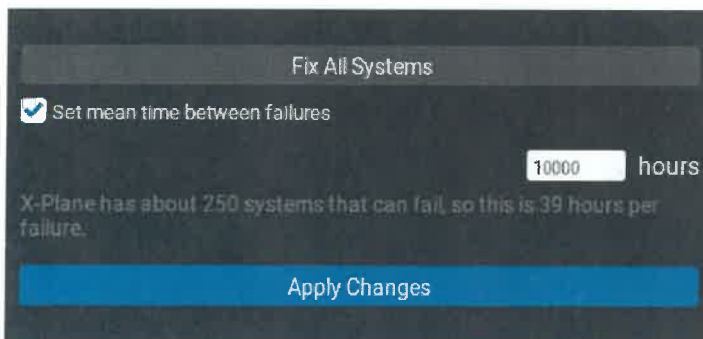 Fix All Systems
Set mean time between failures
10000 hours
X-Plane has about 250 systems that can fail, so this is 39 hours per
failure.
Apply Changes